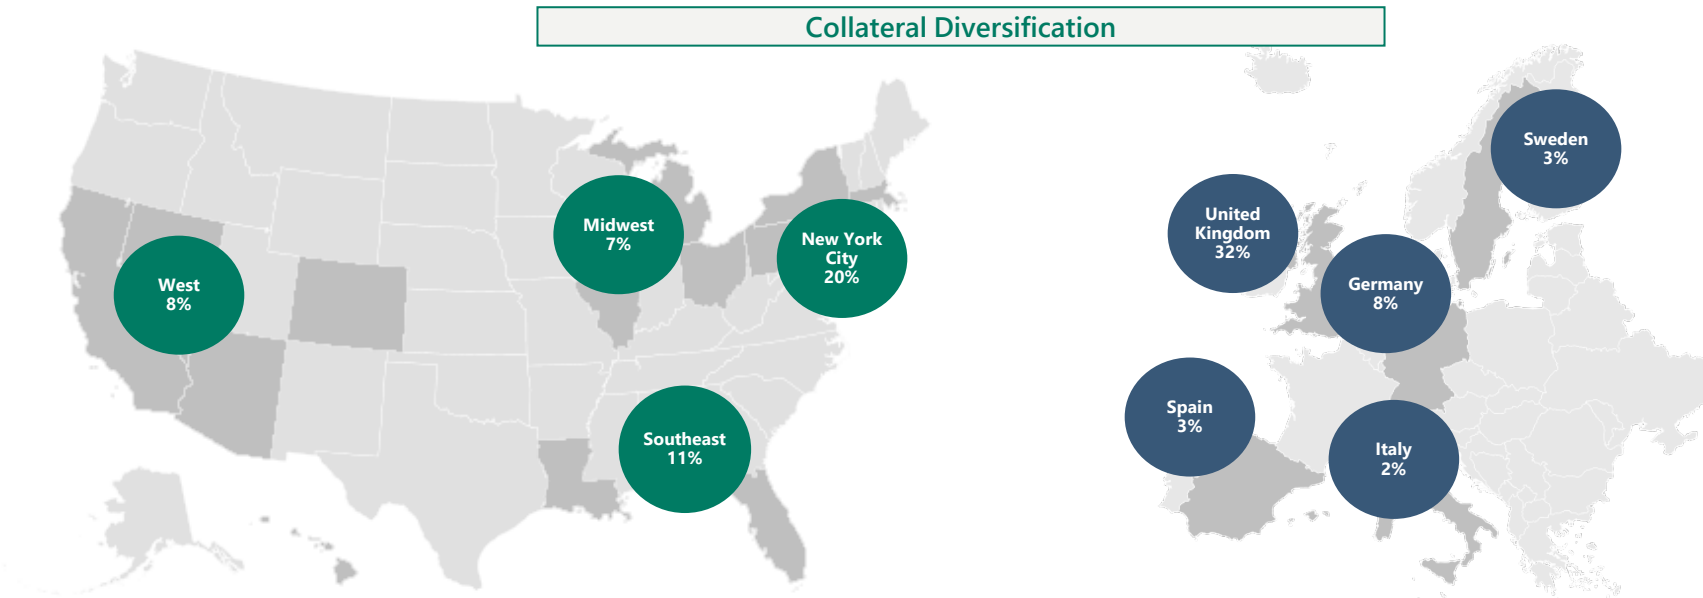 Collateral Diversification
Sweden
3%
United
Kingdom
32%
Midwest
7%
New York
City
20%
West
8%
Germany
8%
Spain
3%
Southeast
11%
Italy
2%